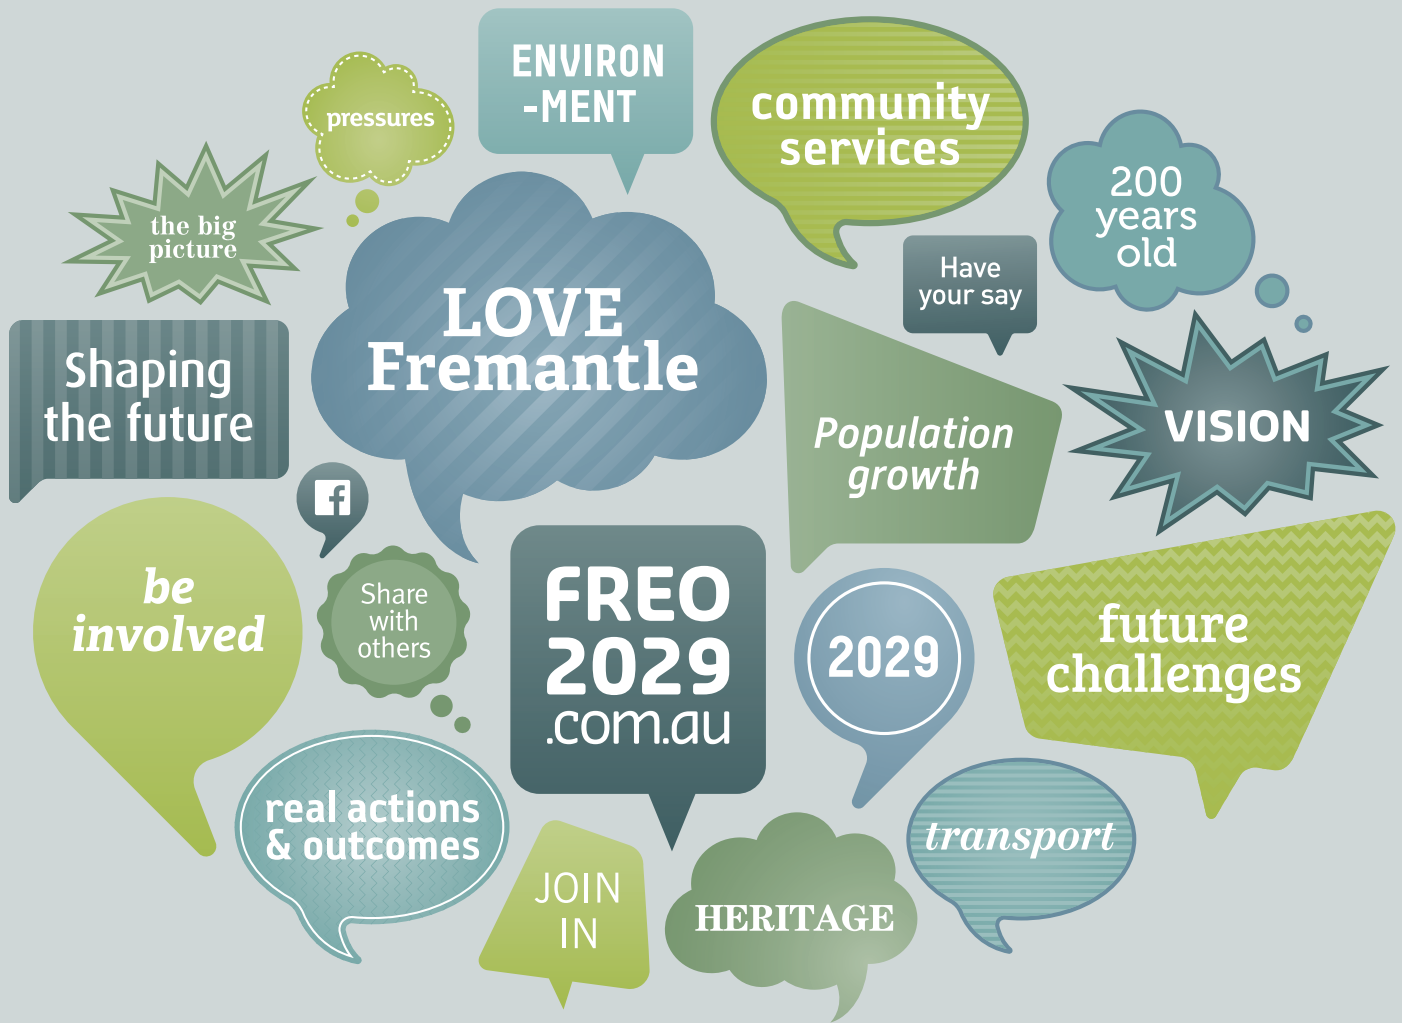 pressures
ENVIRON
-MENT
community
services
200
years
old
the big
picture
Have
your say
LOVE
Fremantle
Shaping
the future
Population
growth
VISION
f
be
involved
Share
with
others
FREO
2029
.com.au
2029
future
challenges
real actions
& outcomes
JOIN
IN
HERITAGE
transport